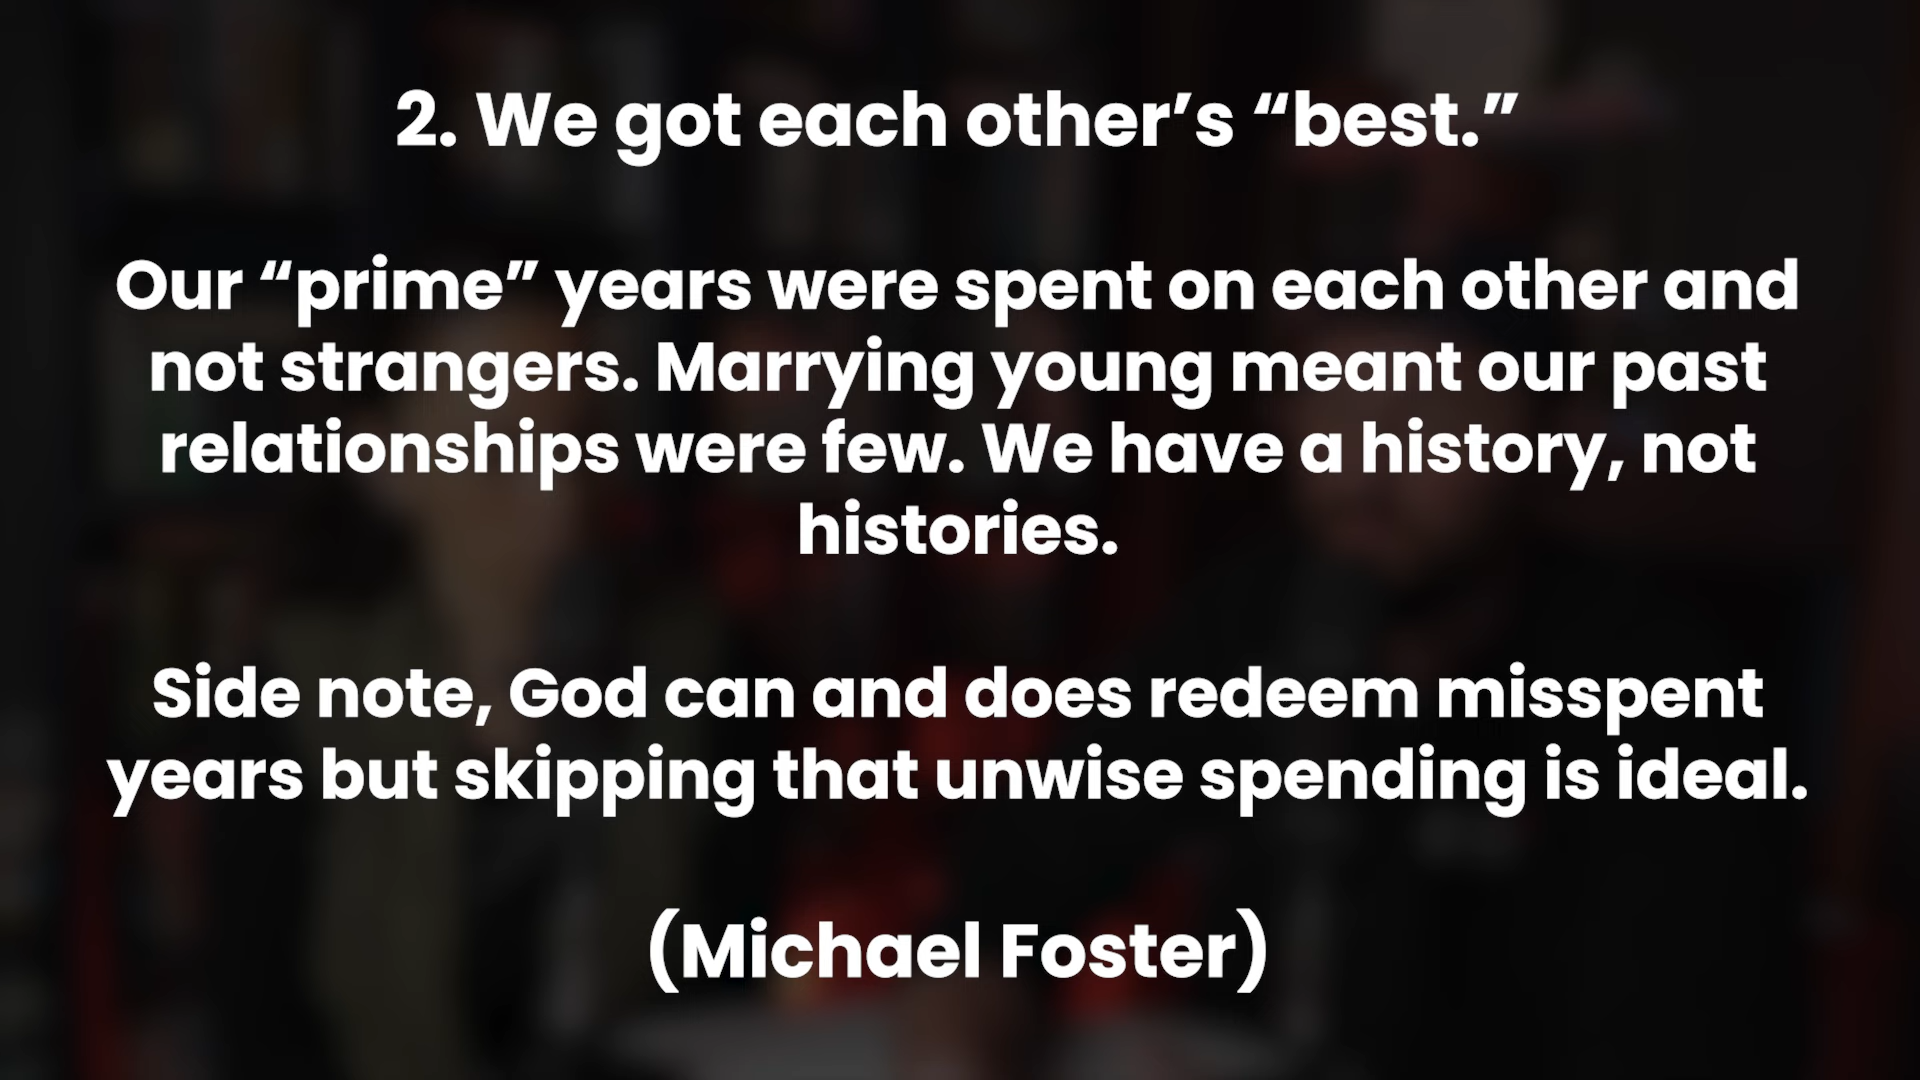 2. We got each other’s “best.”
Our “prime” years were spent on each other and
not strangers. Marrying young meant our past
relationships were few. We have a history, not
histories.
Side note, God can and does redeem misspent
years but skipping that unwise spending is ideal.
(Michael Foster)